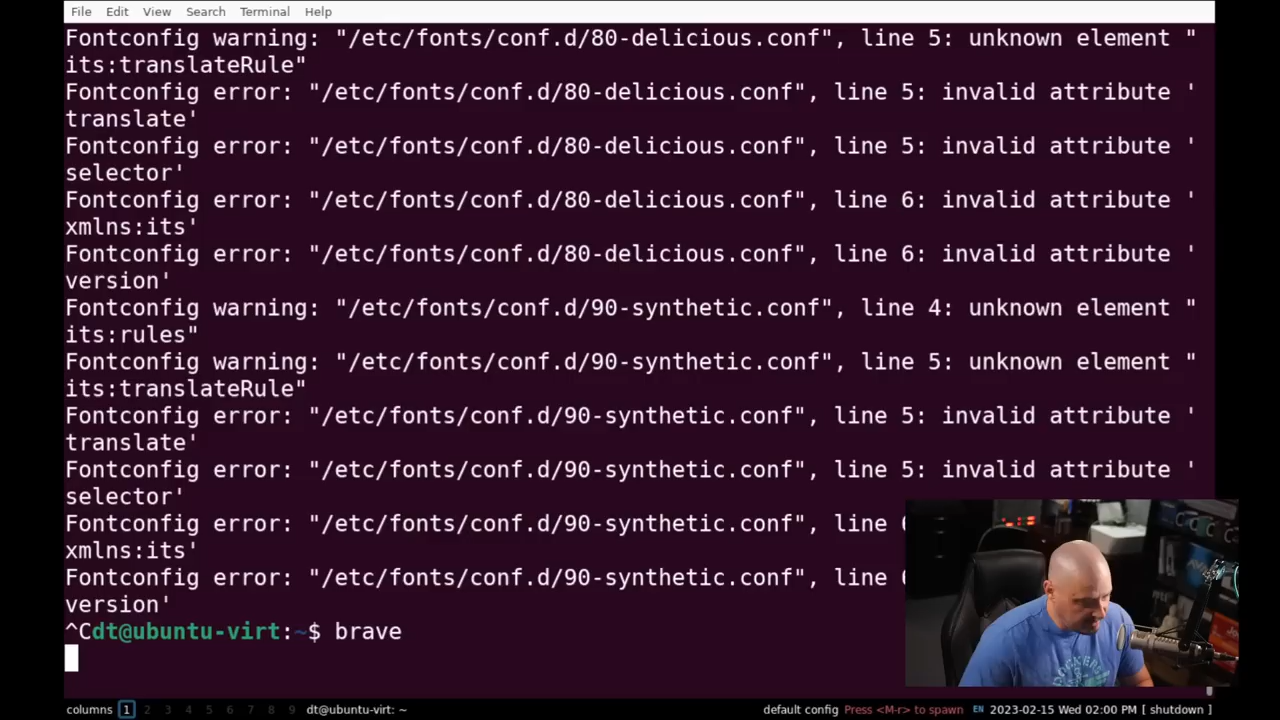 File Edit View Search Terminal Help
Fontconfig warning: "/etc/fonts/conf.d/80-delicious.conf", line 5: unknown element "
its:translateRule"
Fontconfig error: "/etc/fonts/conf.d/80-delicious.conf", line 5: invalid attribute '
translate'
Fontconfig error: "/etc/fonts/conf.d/80-delicious.conf", line 5: invalid attribute '
selector'
Fontconfig error: "/etc/fonts/conf.d/80-delicious.conf", line 6: invalid attribute '
xmlns:its'
Fontconfig error: "/etc/fonts/conf.d/80-delicious.conf", line 6: invalid attribute '
version'
Fontconfig warning: "/etc/fonts/conf.d/90-synthetic.conf", line 4: unknown element "
its:rules"
Fontconfig warning: "/etc/fonts/conf.d/90-synthetic.conf", line 5: unknown element "
its:translateRule"
Fontconfig error: "/etc/fonts/conf.d/90-synthetic.conf", line 5: invalid attribute '
translate'
Fontconfig error: "/etc/fonts/conf.d/90-synthetic.conf", line 5: invalid attribute '
selector'
Fontconfig error: "/etc/fonts/conf.d/90-synthetic.conf", line
xmlns:its'
Fontconfig error: "/etc/fonts/conf.d/90-synthetic.conf", line
version'
^Cdt@ubuntu-virt:~$ brave
columns 1 2 3 4 5 6 7 8 9 dt@ubuntu-virt: ~ default config Press <M-r> to spawn EN 2023-02-15 Wed 02:00 PM [ shutdown ]